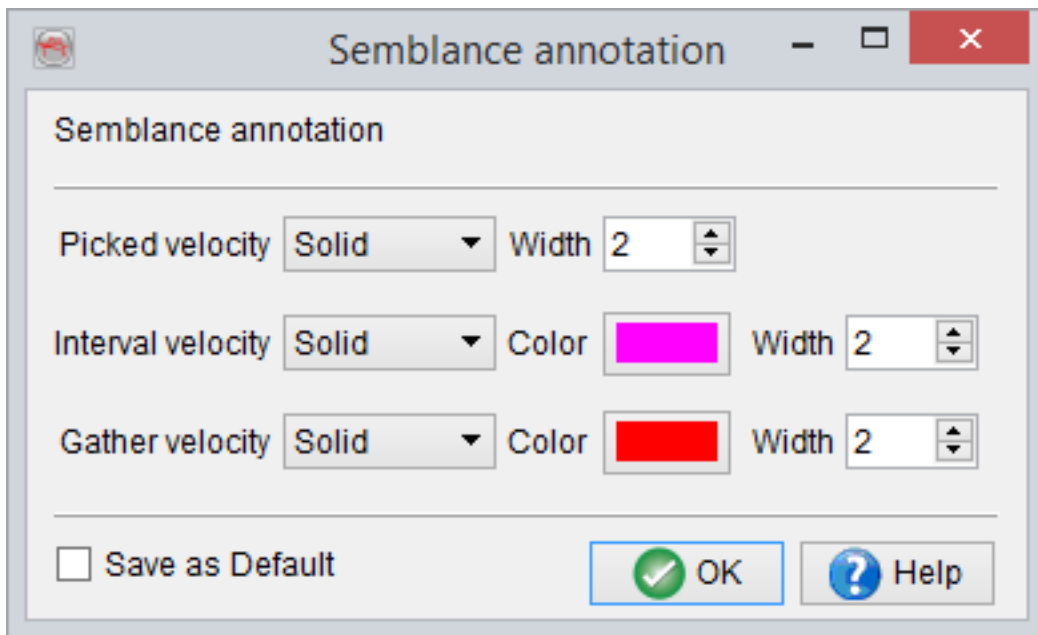 Semblance annotation
Semblance annotation
Picked velocity Solid Width 2
Interval velocity Solid Color Width 2
Gather velocity Solid Color Width 2
Save as Default OK Help